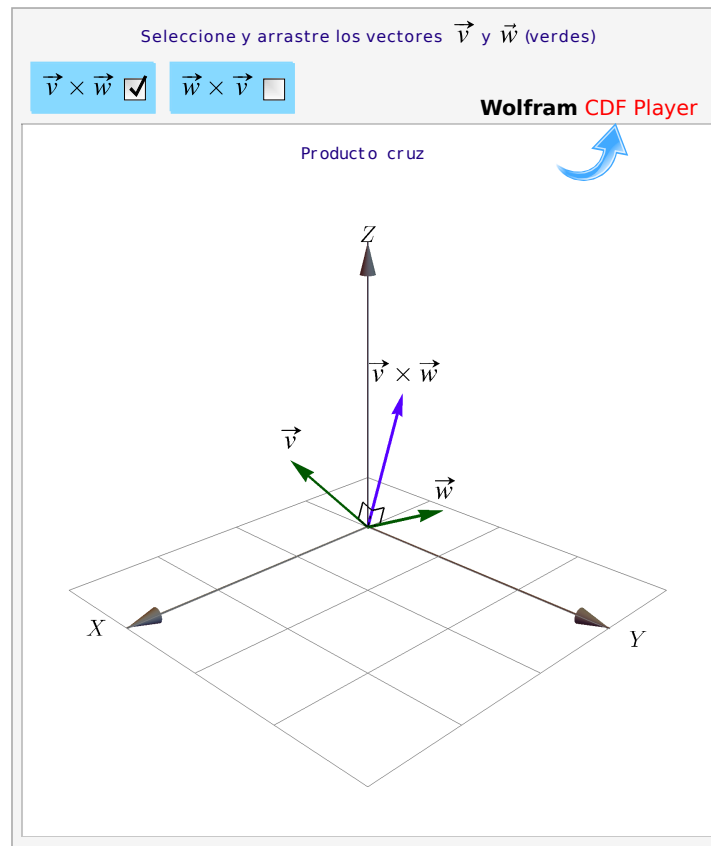 Seleccione y arrastre los vectores v⃗ y w⃗ (verdes)
v⃗ × w⃗ w⃗ × v⃗
Wolfram CDF Player
Producto cruz
Z
v⃗ × w⃗
v⃗
w⃗
X
Y